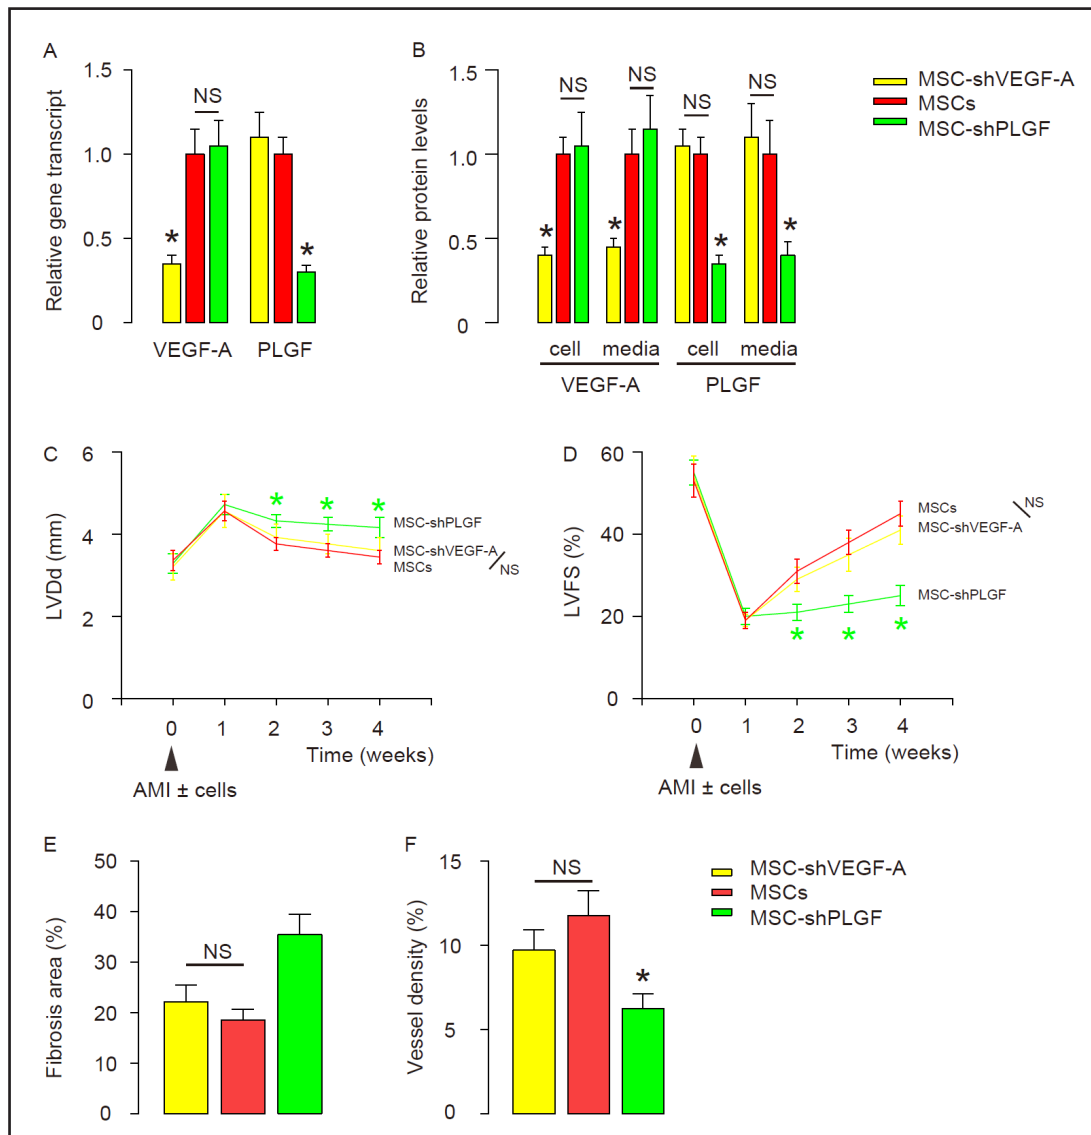 A
Relative gene transcript
1.5
1.0
0.5
0
NS
*
*
VEGF-A PLGF
B
Relative protein levels
1.5
1.0
0.5
0
NS
NS
NS
NS
*
*
*
*
cell media cell media
VEGF-A PLGF
MSC-shVEGF-A
MSCs
MSC-shPLGF
C
LVDd (mm)
6
4
2
0
* * *
MSC-shPLGF
MSC-shVEGF-A
MSCs
NS
0 1 2 3 4
Time (weeks)
AMI ± cells
D
LVFS (%)
60
40
20
0
MSCs
NS
MSC-shVEGF-A
MSC-shPLGF
* * *
0 1 2 3 4
Time (weeks)
AMI ± cells
E
Fibrosis area (%)
50
40
30
20
10
0
NS
F
Vessel density (%)
15
10
5
0
NS
*
MSC-shVEGF-A
MSCs
MSC-shPLGF